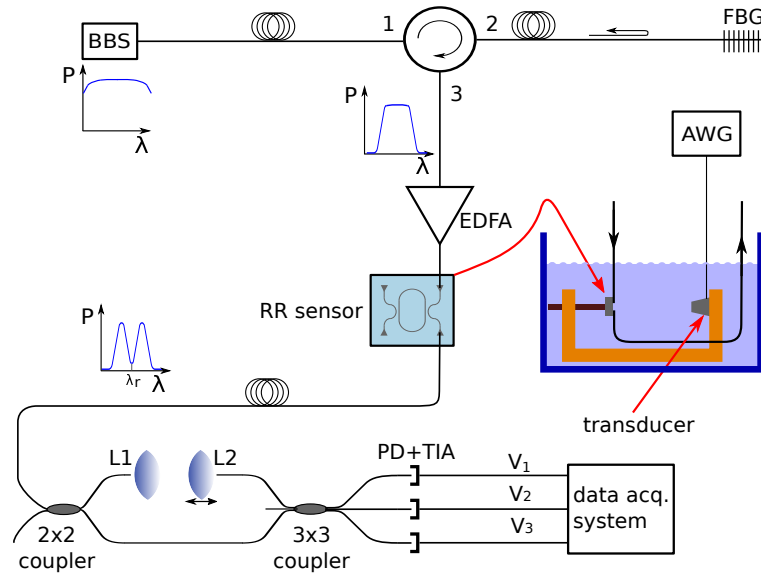 BBS
1
2
FBG
P
λ
3
P
λ
AWG
EDFA
RR sensor
λr
P
λ
transducer
L1
L2
PD+TIA
V1
V2
V3
data acq.
system
2x2
coupler
3x3
coupler